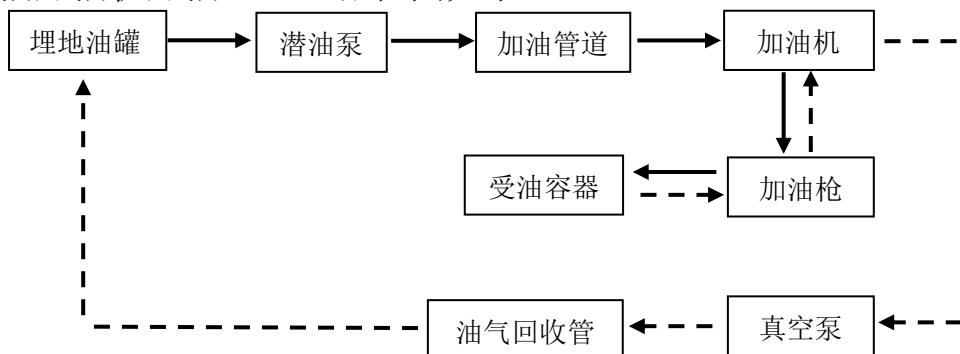 埋地油罐
潜油泵
加油管道
加油机
受油容器
加油枪
油气回收管
真空泵